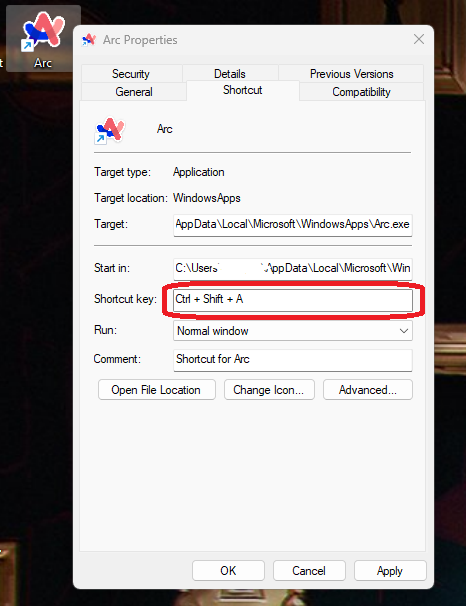 Arc
t
Arc Properties
Security Details Previous Versions
General Shortcut Compatibility
Arc
Target type: Application
Target location: WindowsApps
Target: AppData\Local\Microsoft\WindowsApps\Arc.exe
Start in: C:\Users\ \AppData\Local\Microsoft\Win
Shortcut key: Ctrl + Shift + A
Run: Normal window
Comment: Shortcut for Arc
Open File Location Change Icon... Advanced...
OK Cancel Apply